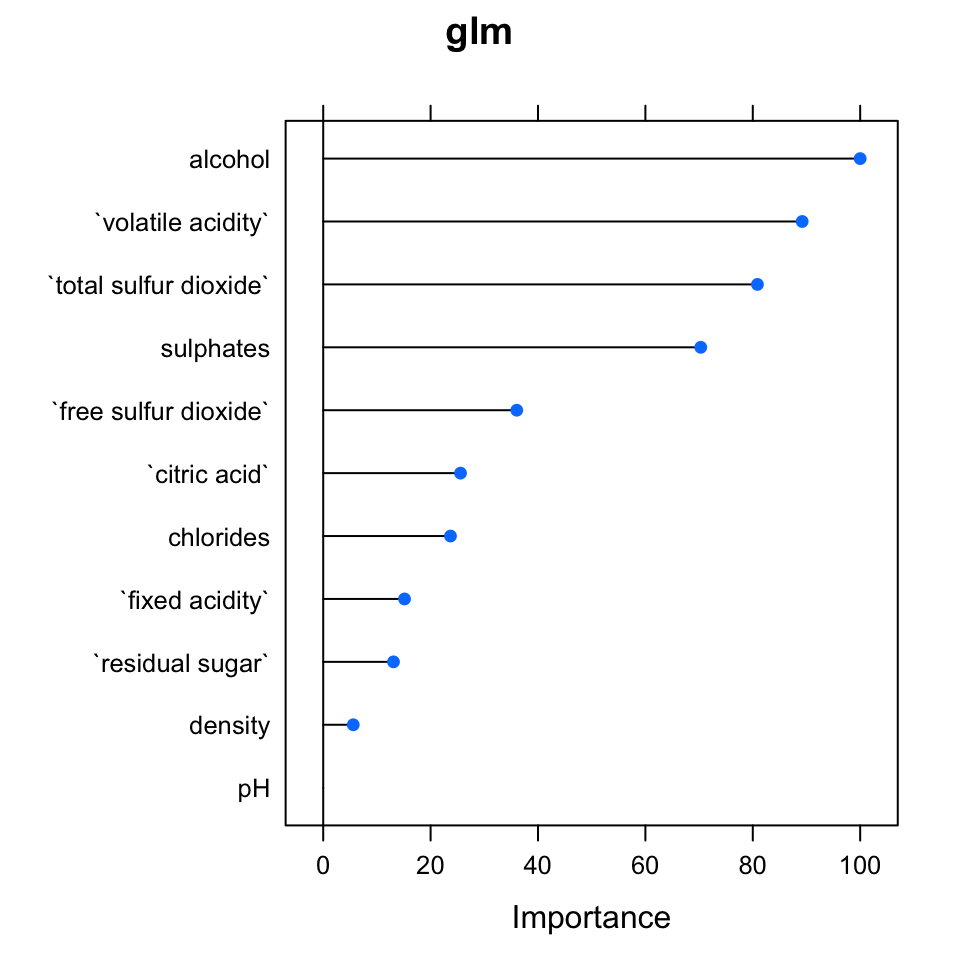 glm
alcohol
`volatile acidity`
`total sulfur dioxide`
sulphates
`free sulfur dioxide`
`citric acid`
chlorides
`fixed acidity`
`residual sugar`
density
pH
0 20 40 60 80 100
Importance